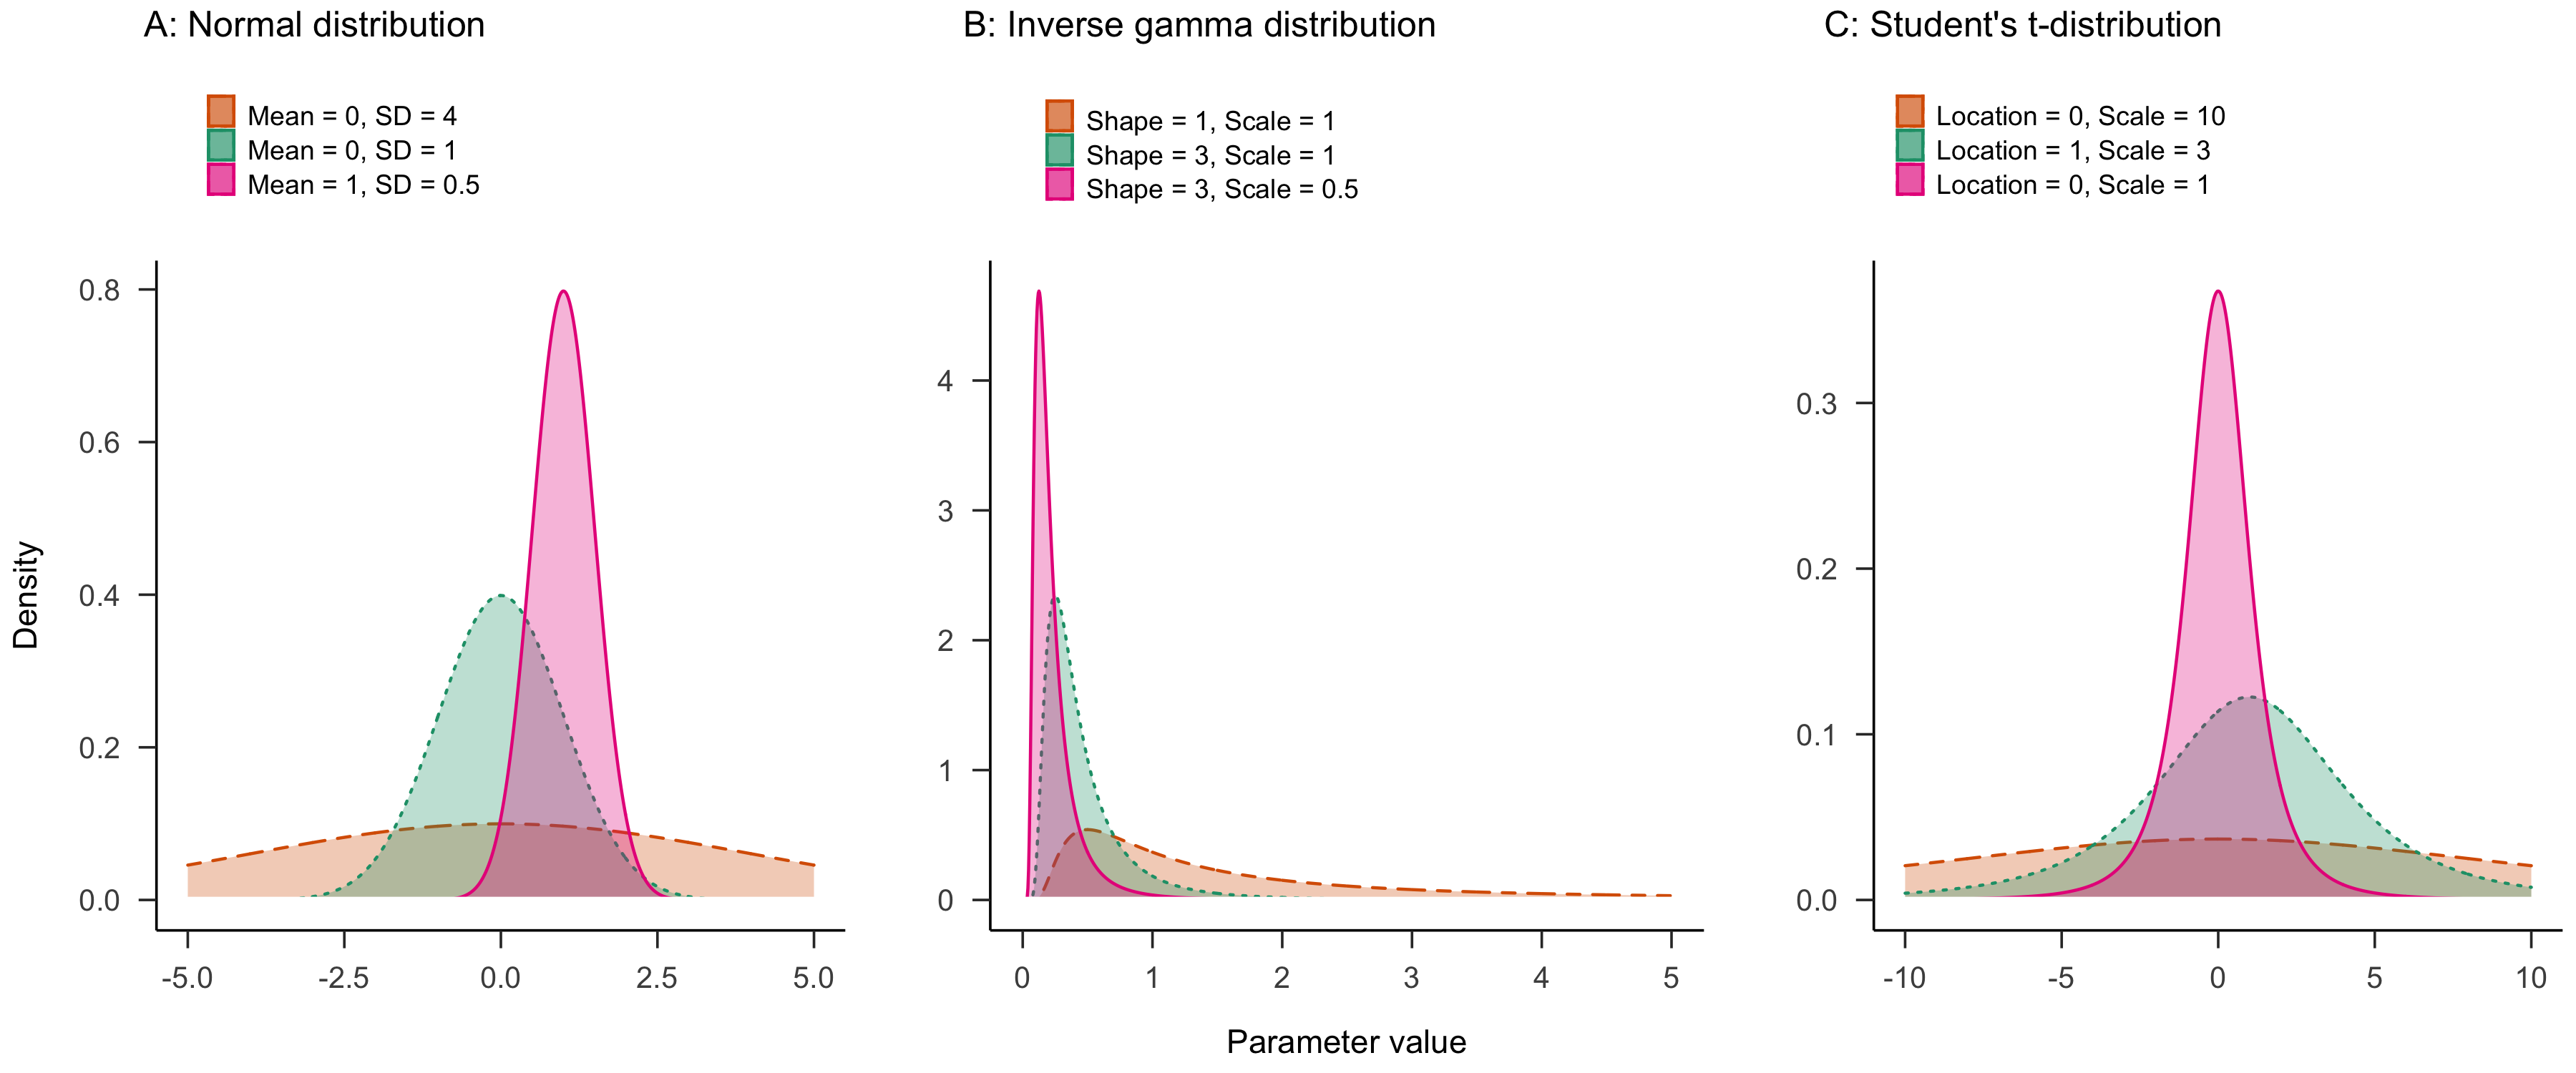 A: Normal distribution
Mean = 0, SD = 4
Mean = 0, SD = 1
Mean = 1, SD = 0.5
0.8
0.6
0.4
0.2
0.0
-5.0 -2.5 0.0 2.5 5.0
Density
B: Inverse gamma distribution
Shape = 1, Scale = 1
Shape = 3, Scale = 1
Shape = 3, Scale = 0.5
4
3
2
1
0
0 1 2 3 4 5
Parameter value
C: Student's t-distribution
Location = 0, Scale = 10
Location = 1, Scale = 3
Location = 0, Scale = 1
0.3
0.2
0.1
0.0
-10 -5 0 5 10